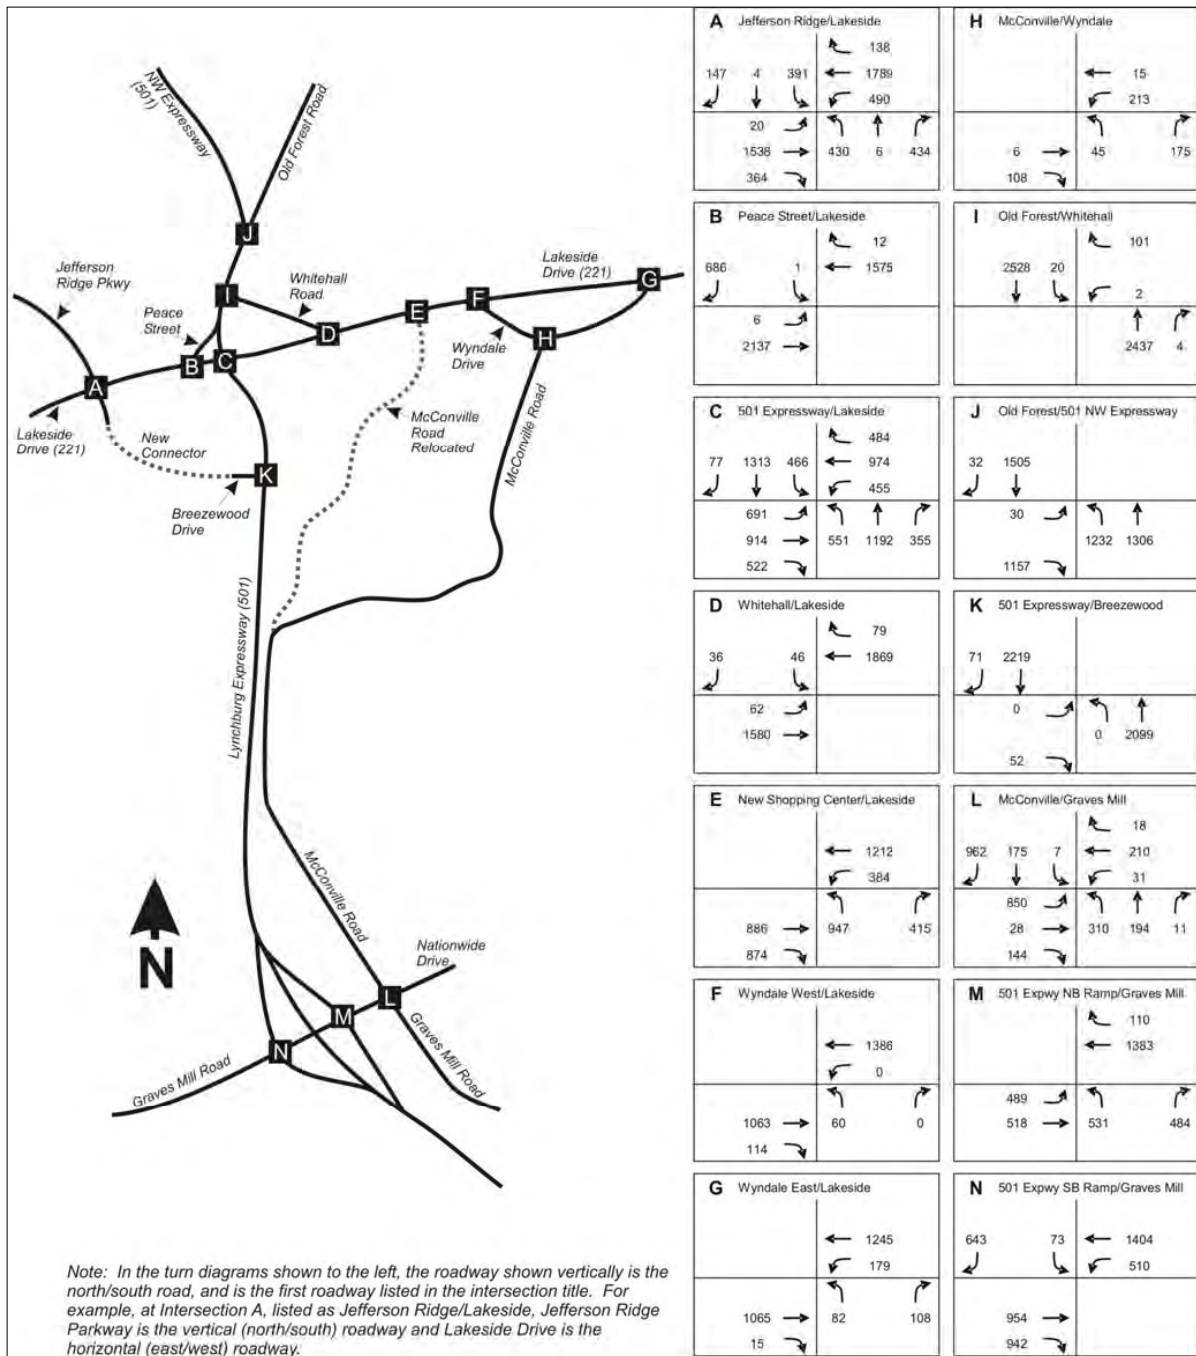 NW Expressway
(501)
Old Forest Road
J
Jefferson
Ridge Pkwy
Whitehall
Road
Lakeside
Drive (221)
G
I
E
F
Peace
Street
D
B
C
Wyndale
Drive
H
A
Lakeside
Drive (221)
New
Connector
McConville
Road
Relocated
McConville Road
K
Breezewood
Drive
Lynchburg Expressway (501)
N
McConville Road
Nationwide
Drive
L
M
N
Graves Mill Road
Graves Mill Road
Note: In the turn diagrams shown to the left, the roadway shown vertically is the
north/south road, and is the first roadway listed in the intersection title. For
example, at Intersection A, listed as Jefferson Ridge/Lakeside, Jefferson Ridge
Parkway is the vertical (north/south) roadway and Lakeside Drive is the
horizontal (east/west) roadway.
A Jefferson Ridge/Lakeside
138
147 4 391 1789
490
20
1538 430 6 434
364
B Peace Street/Lakeside
12
686 1 1575
6
2137
C 501 Expressway/Lakeside
484
77 1313 466 974
455
691
914 551 1192 355
522
D Whitehall/Lakeside
79
36 46 1869
62
1580
E New Shopping Center/Lakeside
1212
384
886 947 415
874
F Wyndale West/Lakeside
1386
0
1063 60 0
114
G Wyndale East/Lakeside
1245
179
1065 82 108
15
H McConville/Wyndale
15
213
6 45 175
108
I Old Forest/Whitehall
101
2528 20
2
2437 4
J Old Forest/501 NW Expressway
32 1505
30
1232 1306
1157
K 501 Expressway/Breezewood
71 2219
0
0 2099
52
L McConville/Graves Mill
18
962 175 7 210
31
850
28 310 194 11
144
M 501 Expwy NB Ramp/Graves Mill
110
1383
489
518 531 484
N 501 Expwy SB Ramp/Graves Mill
643 73 1404
510
954
942